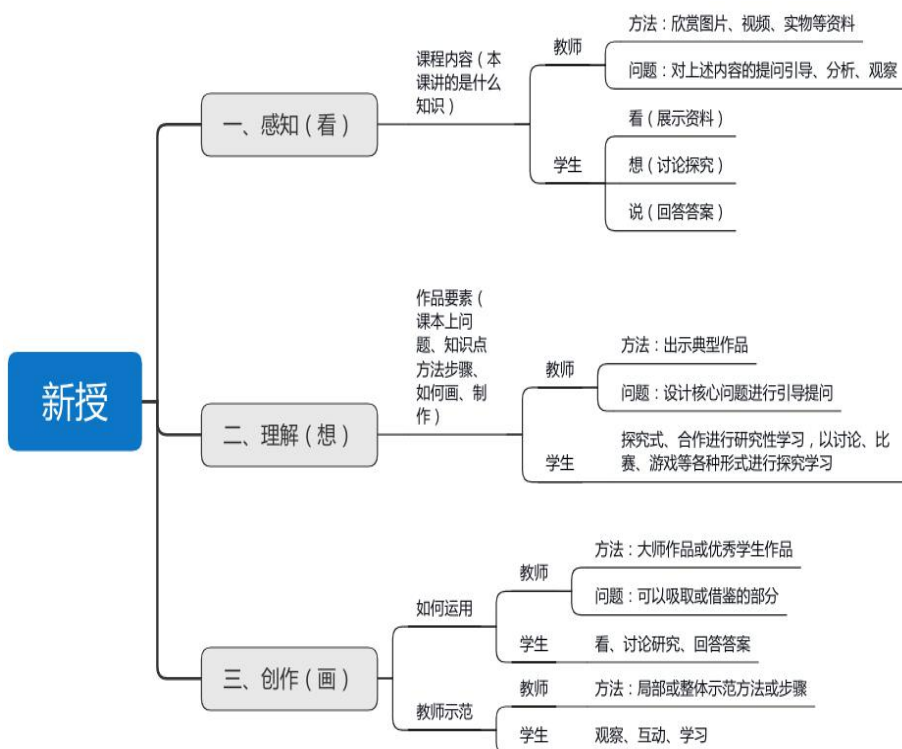 新授
一、感知（看）
课程内容（本
课讲的是什么
知识）
教师
方法：欣赏图片、视频、实物等资料
问题：对上述内容的提问引导、分析、观察
学生
看（展示资料）
想（讨论探究）
说（回答答案）
二、理解（想）
作品要素（
课本上问
题、知识点
方法步骤、
如何画、制
作）
教师
方法：出示典型作品
问题：设计核心问题进行引导提问
学生
探究式、合作进行研究性学习，以讨论、比
赛、游戏等各种形式进行探究学习
三、创作（画）
如何运用
教师
方法：大师作品或优秀学生作品
问题：可以吸取或借鉴的部分
学生
看、讨论研究、回答答案
教师示范
教师
方法：局部或整体示范方法或步骤
学生
观察、互动、学习